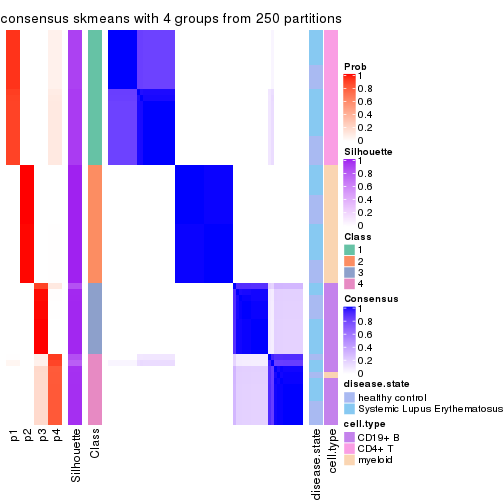 consensus skmeans with 4 groups from 250 partitions
Prob
1
0.8
0.6
0.4
0.2
0
Silhouette
1
0.8
0.6
0.4
0.2
0
Class
1
2
3
4
Consensus
1
0.8
0.6
0.4
0.2
0
disease.state
healthy control
Systemic Lupus Erythematosus
cell.type
CD19+ B
CD4+ T
myeloid
p1
p2
p3
p4
Silhouette
Class
disease.state
cell.type